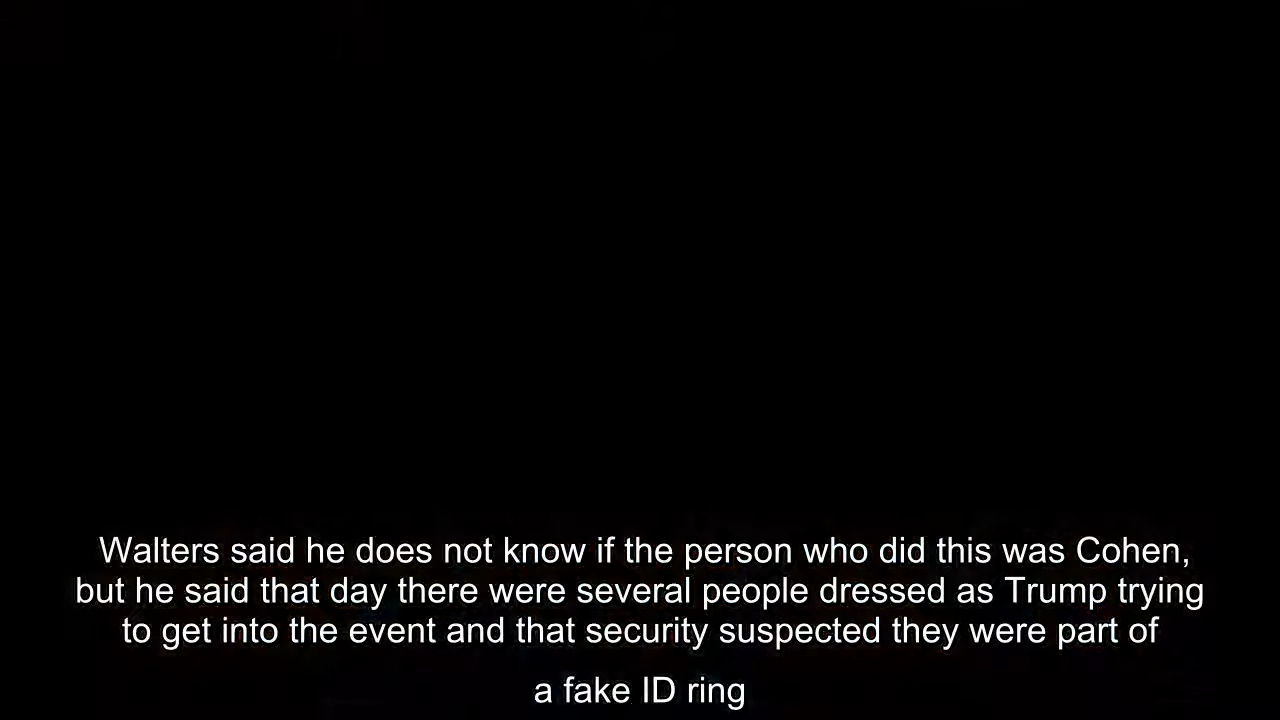 Walters said he does not know if the person who did this was Cohen,
but he said that day there were several people dressed as Trump trying
to get into the event and that security suspected they were part of
a fake ID ring